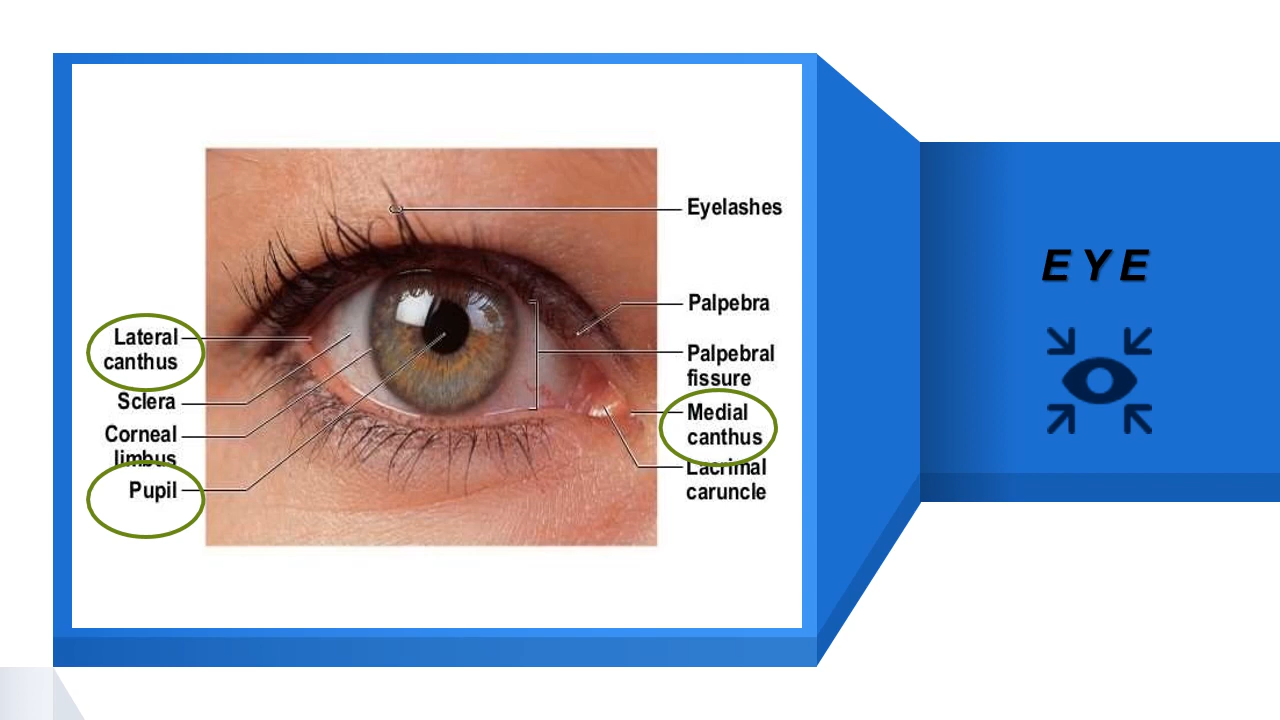 Eyelashes
Palpebra
Lateral
canthus
Palpebral
fissure
Sclera
Medial
canthus
Corneal
limbus
Lacrimal
caruncle
Pupil
EYE